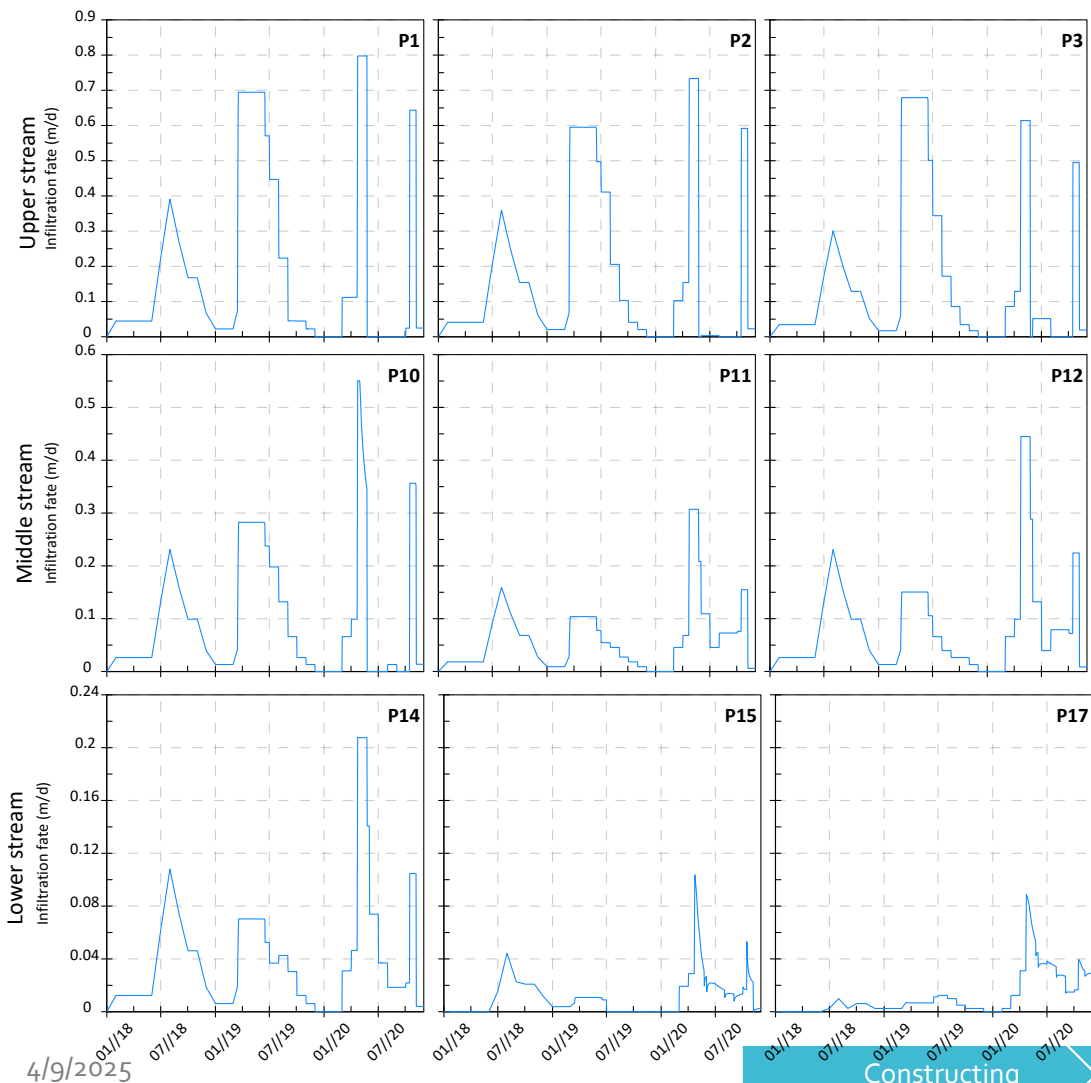 0.9
0.8
0.7
0.6
0.5
0.4
0.3
0.2
0.1
0
Upper stream
Infiltration fate (m/d)
P1
P2
P3
0.6
0.5
0.4
0.3
0.2
0.1
0
Middle stream
Infiltration fate (m/d)
P10
P11
P12
0.24
0.2
0.16
0.12
0.08
0.04
0
Lower stream
Infiltration fate (m/d)
P14
P15
P17
01//18 07//18 01//19 07//19 01//20 07//20
01//18 07//18 01//19 07//19 01//20 07//20
01//18 07//18 01//19 07//19 01//20 07//20
4/9/2025
Constructing